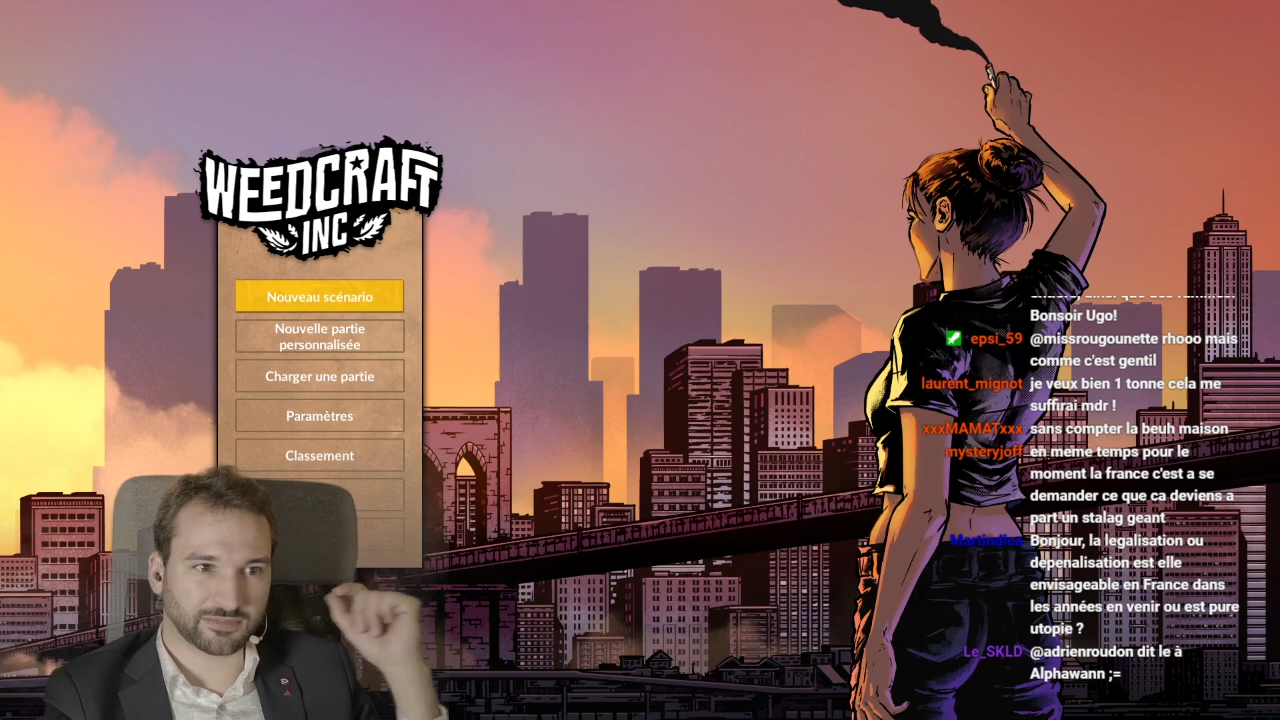 WEEDCRAFT
INC
Nouveau scénario
Nouvelle partie
personnalisée
Charger une partie
Paramètres
Classement
Bonsoir Ugo!
epsi_59 @missrougounette rhooo mais
comme c'est gentil
laurent_mignot je veux bien 1 tonne cela me
suffirai mdr !
xxxMAMATxxx sans compter la beuh maison
mysteryjoff en meme temps pour le
moment la france c'est a se
demander ce que ca deviens a
part un stalag geant
Martindica Bonjour, la legalisation ou
depenalisation est elle
envisageable en France dans
les années en venir ou est pure
utopie ?
Le_SKLD @adrienroudon dit le à
Alphawann ;=